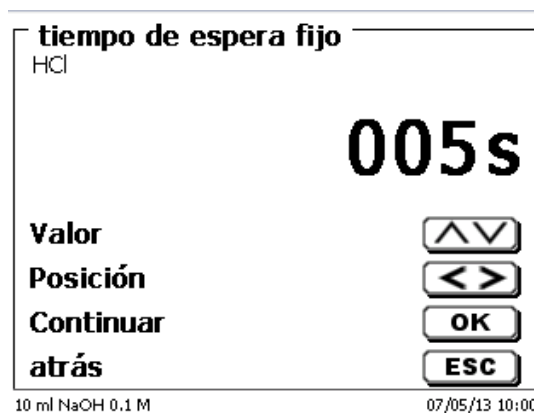 tiempo de espera fijo
HCl
005s
Valor
Posición < >
Continuar OK
atrás ESC
10 ml NaOH 0.1 M 07/05/13 10:00